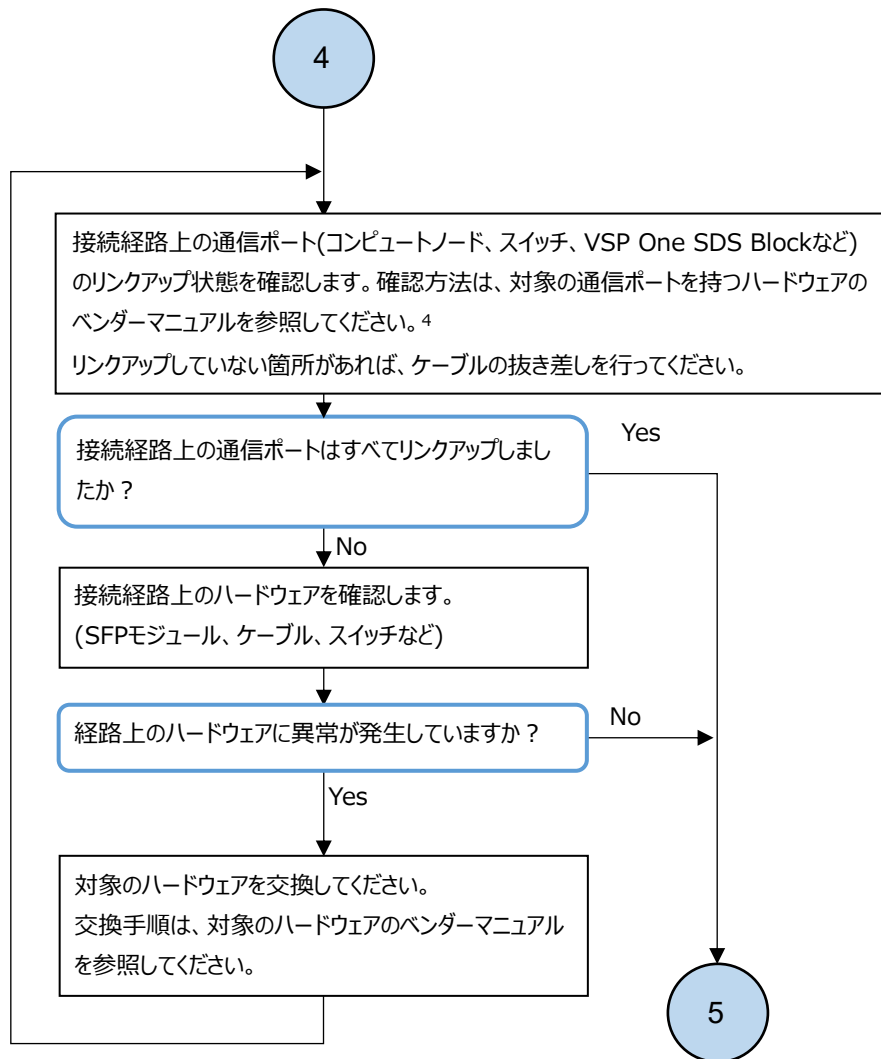 4
接続経路上の通信ポート(コンピュートノード、スイッチ、VSP One SDS Blockなど)
のリンクアップ状態を確認します。確認方法は、対象の通信ポートを持つハードウェアの
ベンダーマニュアルを参照してください。4
リンクアップしていない箇所があれば、ケーブルの抜き差しを行ってください。
接続経路上の通信ポートはすべてリンクアップしまし
たか？
Yes
No
接続経路上のハードウェアを確認します。
(SFPモジュール、ケーブル、スイッチなど)
経路上のハードウェアに異常が発生していますか？
No
Yes
対象のハードウェアを交換してください。
交換手順は、対象のハードウェアのベンダーマニュアル
を参照してください。
5